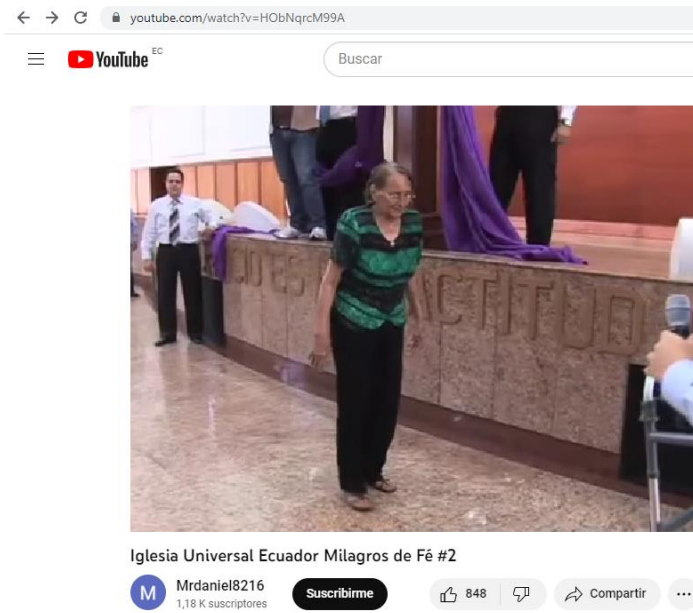 youtube.com/watch?v=HObNqrcM99A
YouTube EC
Buscar
ACTITUD
Iglesia Universal Ecuador Milagros de Fé #2
M Mrdaniel8216
1,18 K suscriptores
Suscribirme
848
Compartir